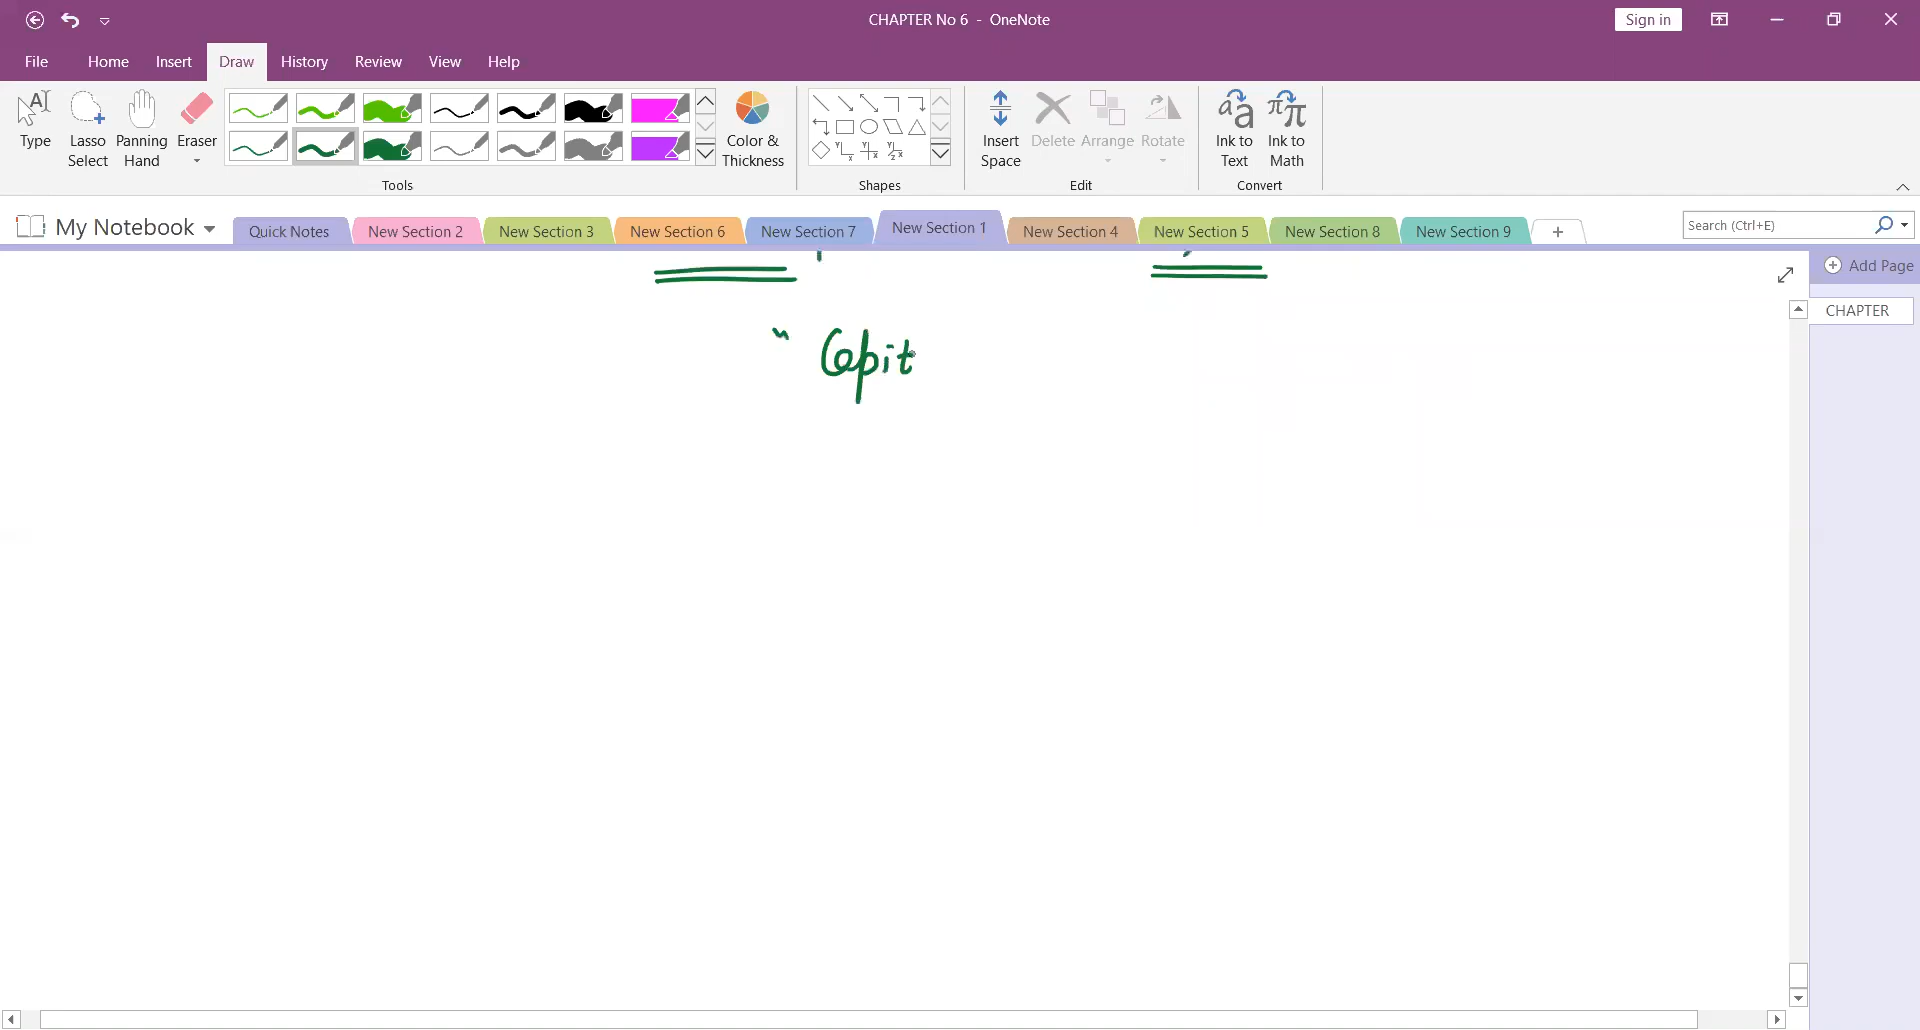 CHAPTER No 6 - OneNote
Sign in
File Home Insert Draw History Review View Help
Type
Lasso Select
Panning Hand
Eraser
Color & Thickness
Insert Space
Delete
Arrange
Rotate
Ink to Text
Ink to Math
Tools
Shapes
Edit
Convert
My Notebook
Quick Notes
New Section 2
New Section 3
New Section 6
New Section 7
New Section 1
New Section 4
New Section 5
New Section 8
New Section 9
+
Search (Ctrl+E)
Add Page
CHAPTER
" Capit